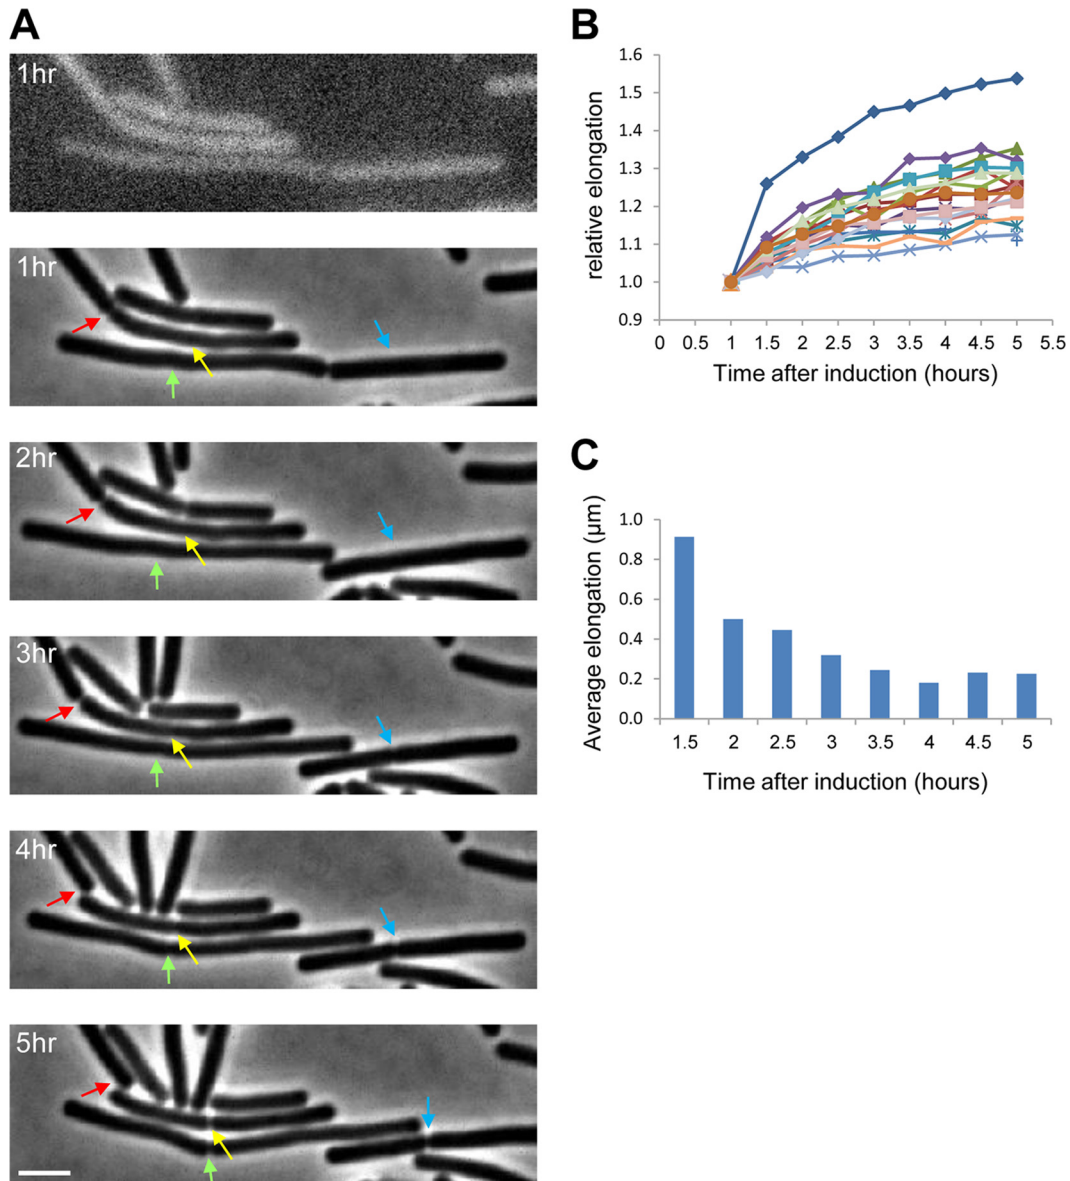 A
1hr
1hr
2hr
3hr
4hr
5hr
B
relative elongation
1.6
1.5
1.4
1.3
1.2
1.1
1.0
0.9
0 0.5 1 1.5 2 2.5 3 3.5 4 4.5 5 5.5
Time after induction (hours)
C
Average elongation (µm)
1.0
0.8
0.6
0.4
0.2
0.0
1.5 2 2.5 3 3.5 4 4.5 5
Time after induction (hours)